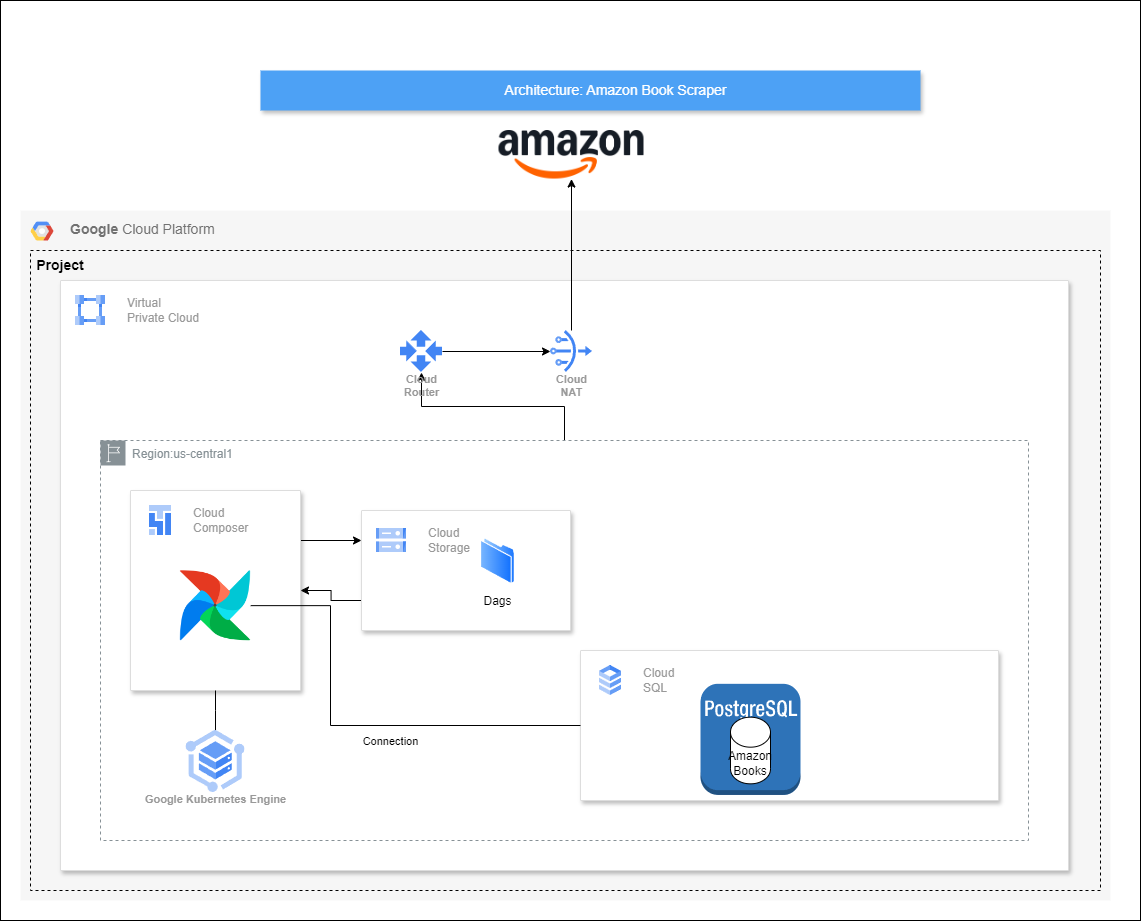 Architecture: Amazon Book Scraper
amazon
Google Cloud Platform
Project
Virtual
Private Cloud
Cloud
Router
Cloud
NAT
Region:us-central1
Cloud
Composer
Cloud
Storage
Dags
Cloud
SQL
PostgreSQL
Amazon
Books
Connection
Google Kubernetes Engine